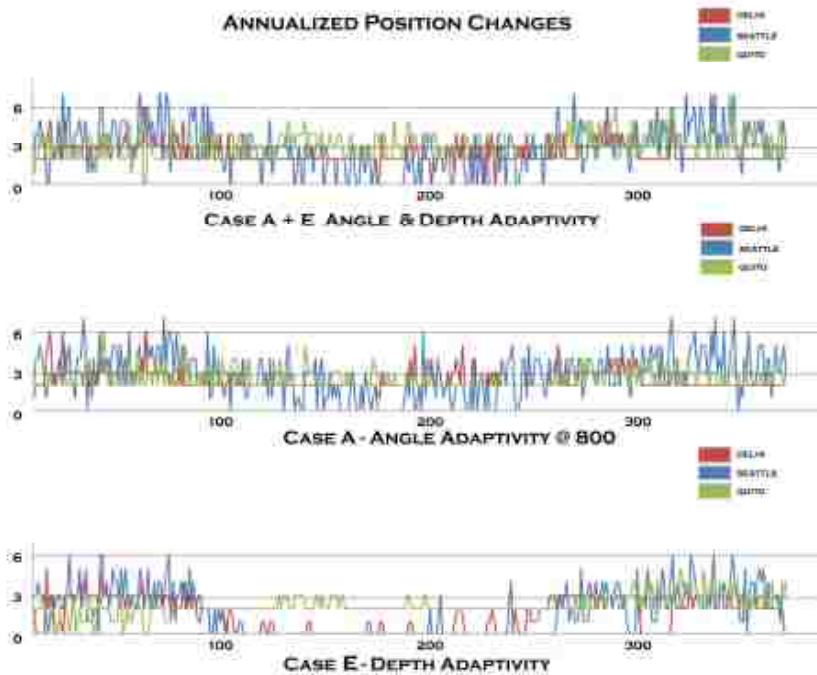 ANNUALIZED POSITION CHANGES
DELHI
SEATTLE
QUITO
6
3
0
100
200
300
CASE A + E ANGLE & DEPTH ADAPTIVITY
DELHI
SEATTLE
QUITO
6
3
0
100
200
300
CASE A - ANGLE ADAPTIVITY @ 800
DELHI
SEATTLE
QUITO
6
3
0
100
200
300
CASE E - DEPTH ADAPTIVITY